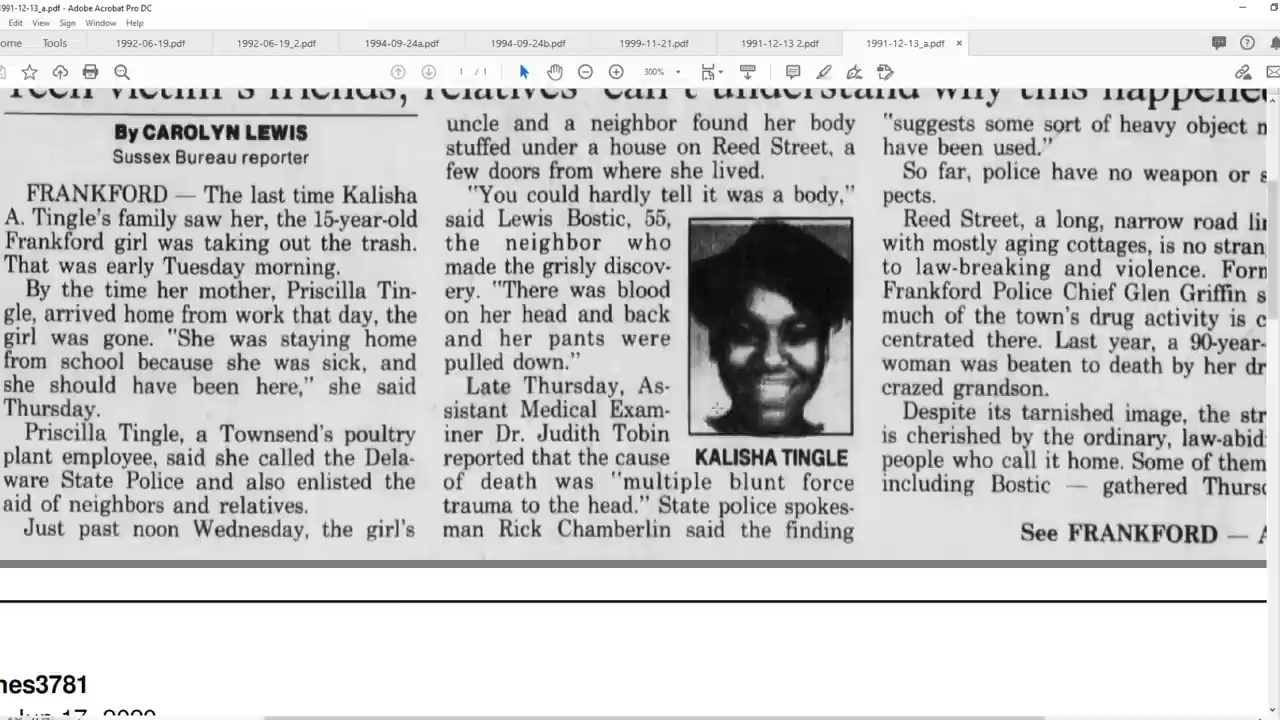 1991-12-13_a.pdf - Adobe Acrobat Pro DC
Edit View Sign Window Help
Tools 1992-06-19.pdf 1992-06-19_2.pdf 1994-09-24a.pdf 1994-09-24b.pdf 1999-11-21.pdf 1991-12-13 2.pdf 1991-12-13_a.pdf
1 / 1 300%
Teen victim's friends, relatives can't understand why this happened
By CAROLYN LEWIS
Sussex Bureau reporter
FRANKFORD — The last time Kalisha
A. Tingle's family saw her, the 15-year-old
Frankford girl was taking out the trash.
That was early Tuesday morning.
By the time her mother, Priscilla Tin-
gle, arrived home from work that day, the
girl was gone. "She was staying home
from school because she was sick, and
she should have been here," she said
Thursday.
Priscilla Tingle, a Townsend's poultry
plant employee, said she called the Dela-
ware State Police and also enlisted the
aid of neighbors and relatives.
Just past noon Wednesday, the girl's
uncle and a neighbor found her body
stuffed under a house on Reed Street, a
few doors from where she lived.
"You could hardly tell it was a body,"
said Lewis Bostic, 55,
the neighbor who
made the grisly discov-
ery. "There was blood
on her head and back
and her pants were
pulled down."
Late Thursday, As-
sistant Medical Exam-
iner Dr. Judith Tobin
reported that the cause
of death was "multiple blunt force
trauma to the head." State police spokes-
man Rick Chamberlin said the finding
KALISHA TINGLE
"suggests some sort of heavy object
have been used."
So far, police have no weapon or
pects.
Reed Street, a long, narrow road
with mostly aging cottages, is no
to law-breaking and violence.
Frankford Police Chief Glen Griffin
much of the town's drug activity is
centrated there. Last year, a 90-year-
woman was beaten to death by her
crazed grandson.
Despite its tarnished image, the
is cherished by the ordinary,
people who call it home. Some of them
including Bostic — gathered
See FRANKFORD —
nes3781
Jun 17, 2020